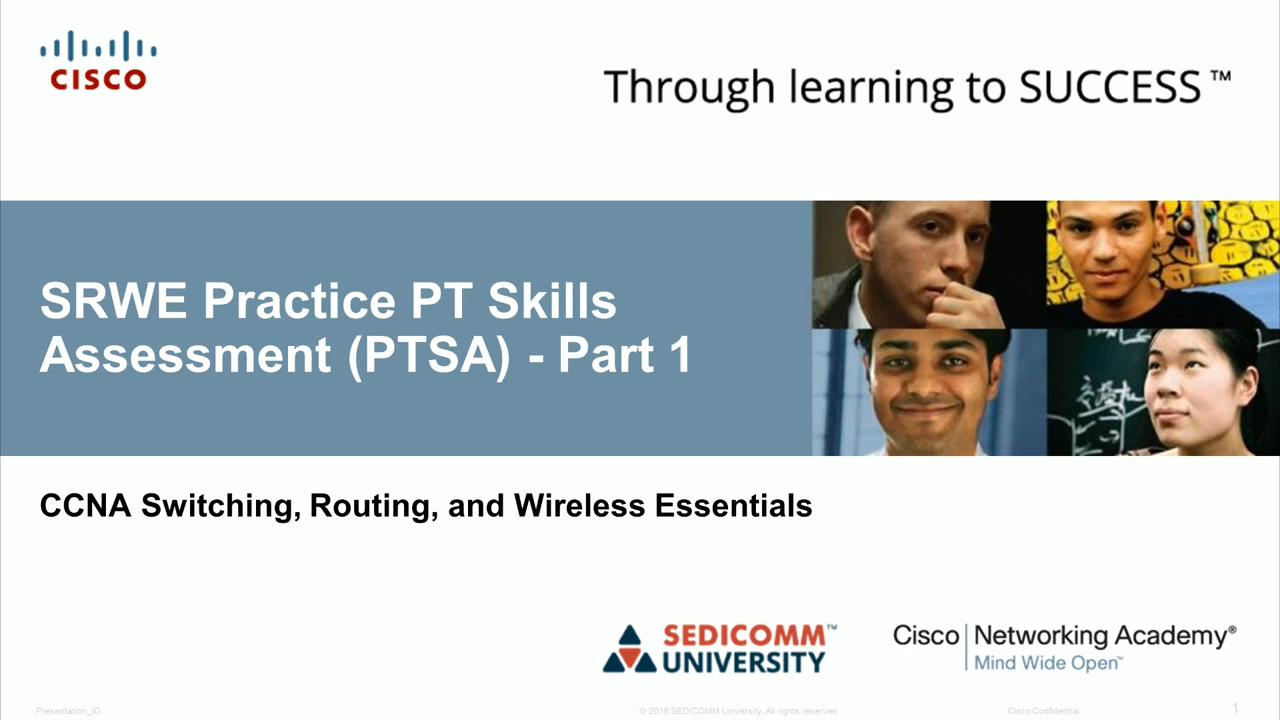 CISCO
Through learning to SUCCESS™
SRWE Practice PT Skills
Assessment (PTSA) - Part 1
CCNA Switching, Routing, and Wireless Essentials
SEDICOMM™
UNIVERSITY
Cisco Networking Academy®
Mind Wide Open™
Presentation_ID
© 2018 SEDICOMM University. All rights reserved.
Cisco Confidential
1